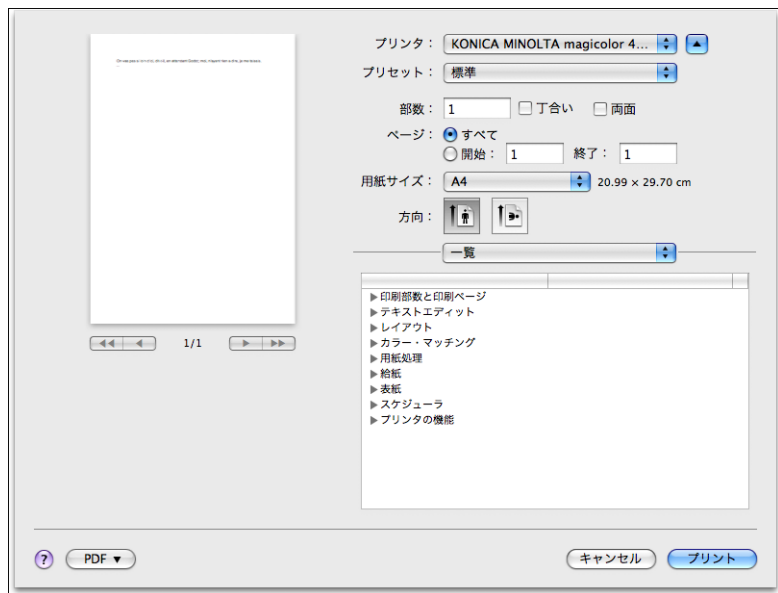 プリンタ： KONICA MINOLTA magicolor 4...
プリセット： 標準
部数： 1 丁合い 両面
ページ： すべて
開始： 1 終了： 1
用紙サイズ： A4 20.99 × 29.70 cm
方向：
一覧
▶印刷部数と印刷ページ
▶テキストエディット
▶レイアウト
▶カラー・マッチング
▶用紙処理
▶給紙
▶表紙
▶スケジューラ
▶プリンタの機能
1/1
? PDF ▼ キャンセル プリント